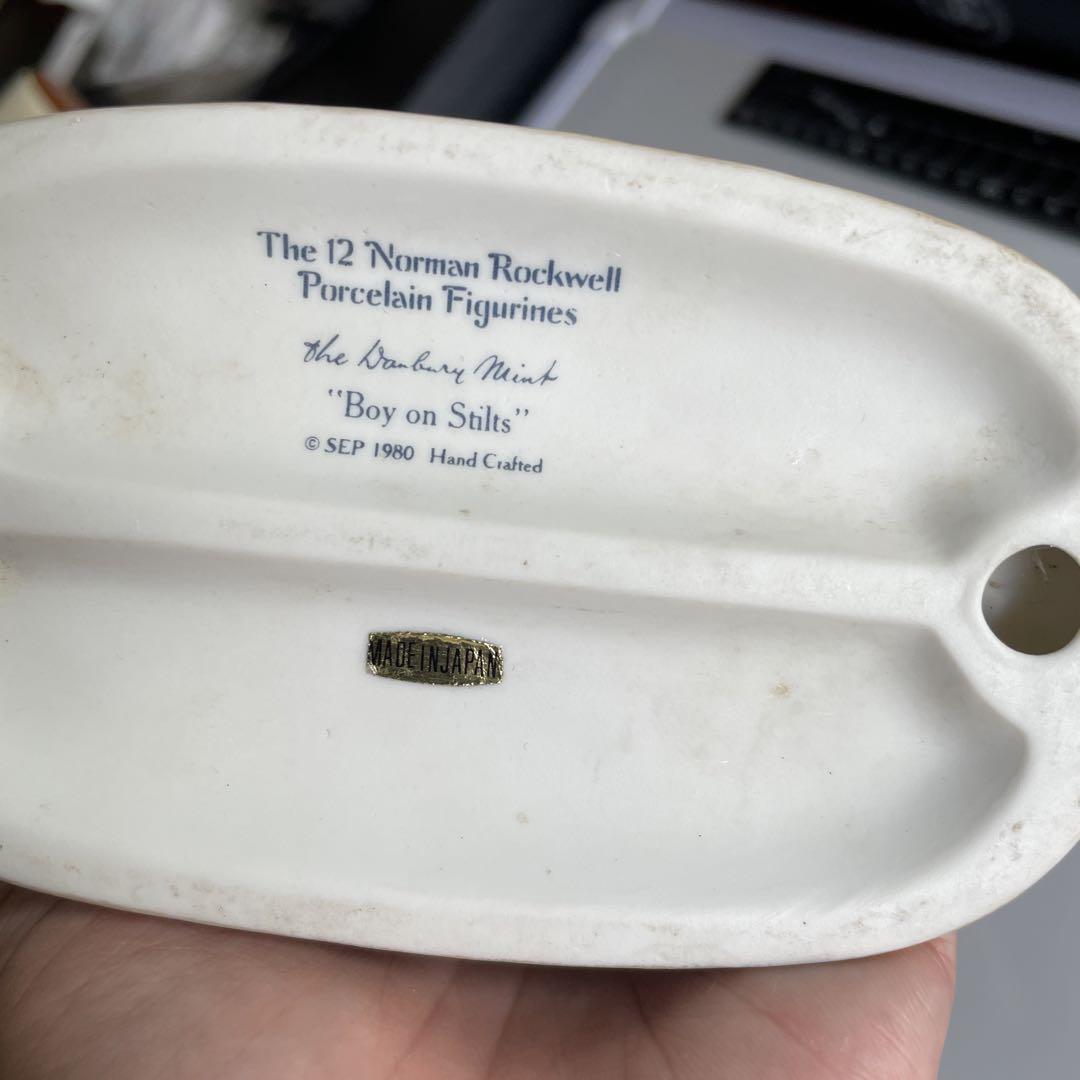 The 12 Norman Rockwell
Porcelain Figurines
the Danbury Mint
"Boy on Stilts"
© SEP 1980 Hand Crafted
MADE IN JAPAN